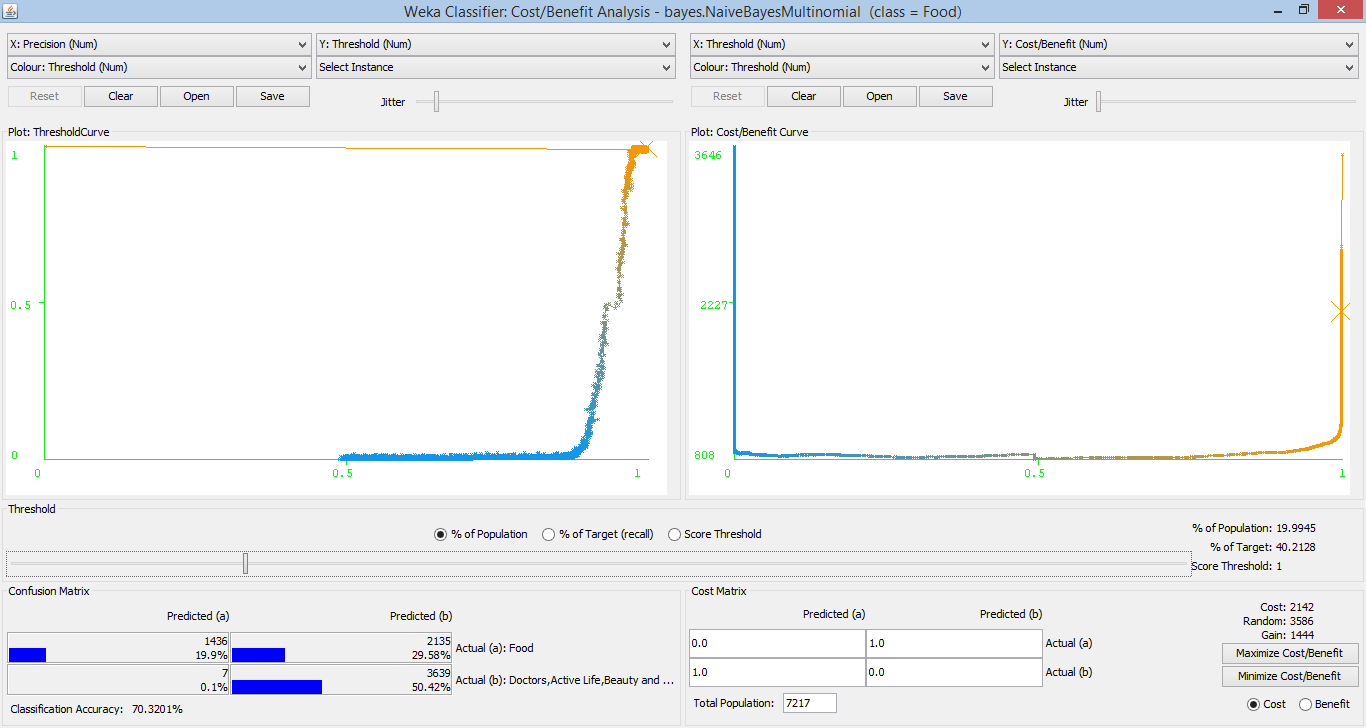 Weka Classifier: Cost/Benefit Analysis - bayes.NaiveBayesMultinomial (class = Food)
X: Precision (Num)
Y: Threshold (Num)
X: Threshold (Num)
Y: Cost/Benefit (Num)
Colour: Threshold (Num)
Select Instance
Colour: Threshold (Num)
Select Instance
Reset
Clear
Open
Save
Jitter
Reset
Clear
Open
Save
Jitter
Plot: ThresholdCurve
1
0.5
0
0
0.5
1
Plot: Cost/Benefit Curve
3646
2227
808
0
0.5
1
Threshold
% of Population
% of Target (recall)
Score Threshold
% of Population: 19.9945
% of Target: 40.2128
Score Threshold: 1
Confusion Matrix
Predicted (a)
Predicted (b)
1436
19.9%
2135
29.58%
Actual (a): Food
7
0.1%
3639
50.42%
Actual (b): Doctors,Active Life,Beauty and ...
Classification Accuracy: 70.3201%
Cost Matrix
Predicted (a)
Predicted (b)
0.0
1.0
Actual (a)
1.0
0.0
Actual (b)
Total Population: 7217
Cost: 2142
Random: 3586
Gain: 1444
Maximize Cost/Benefit
Minimize Cost/Benefit
Cost
Benefit